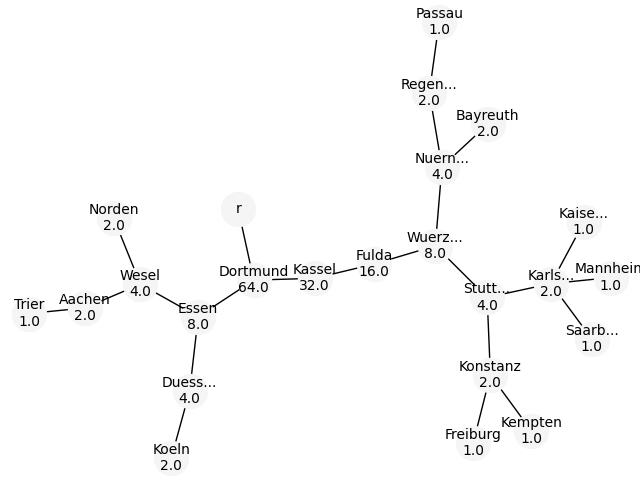 Passau
1.0
Regen...
2.0
Bayreuth
2.0
Nuern...
4.0
Norden
2.0
r
Kaise...
1.0
Wuerz...
8.0
Fulda
16.0
Kassel
32.0
Dortmund
64.0
Wesel
4.0
Karls...
2.0
Mannheim
1.0
Stutt...
4.0
Trier
1.0
Aachen
2.0
Essen
8.0
Saarb...
1.0
Konstanz
2.0
Duess...
4.0
Kempten
1.0
Freiburg
1.0
Koeln
2.0